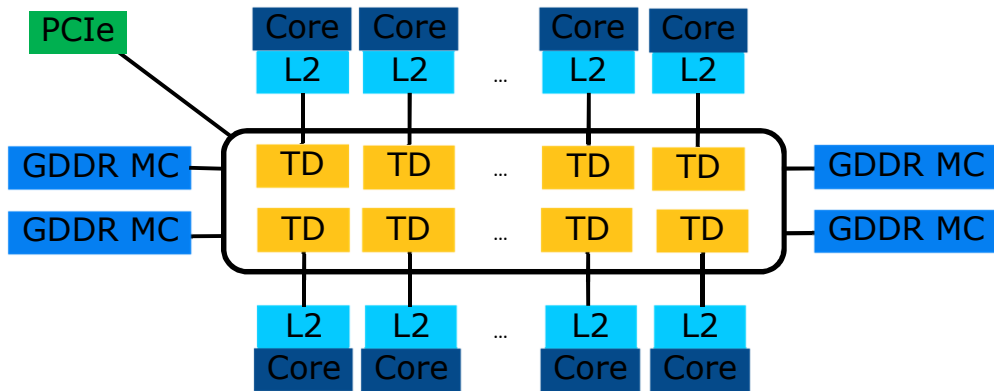 PCIe
Core Core Core Core
L2 L2 ... L2 L2
GDDR MC TD TD ... TD TD GDDR MC
GDDR MC TD TD ... TD TD GDDR MC
L2 L2 ... L2 L2
Core Core Core Core